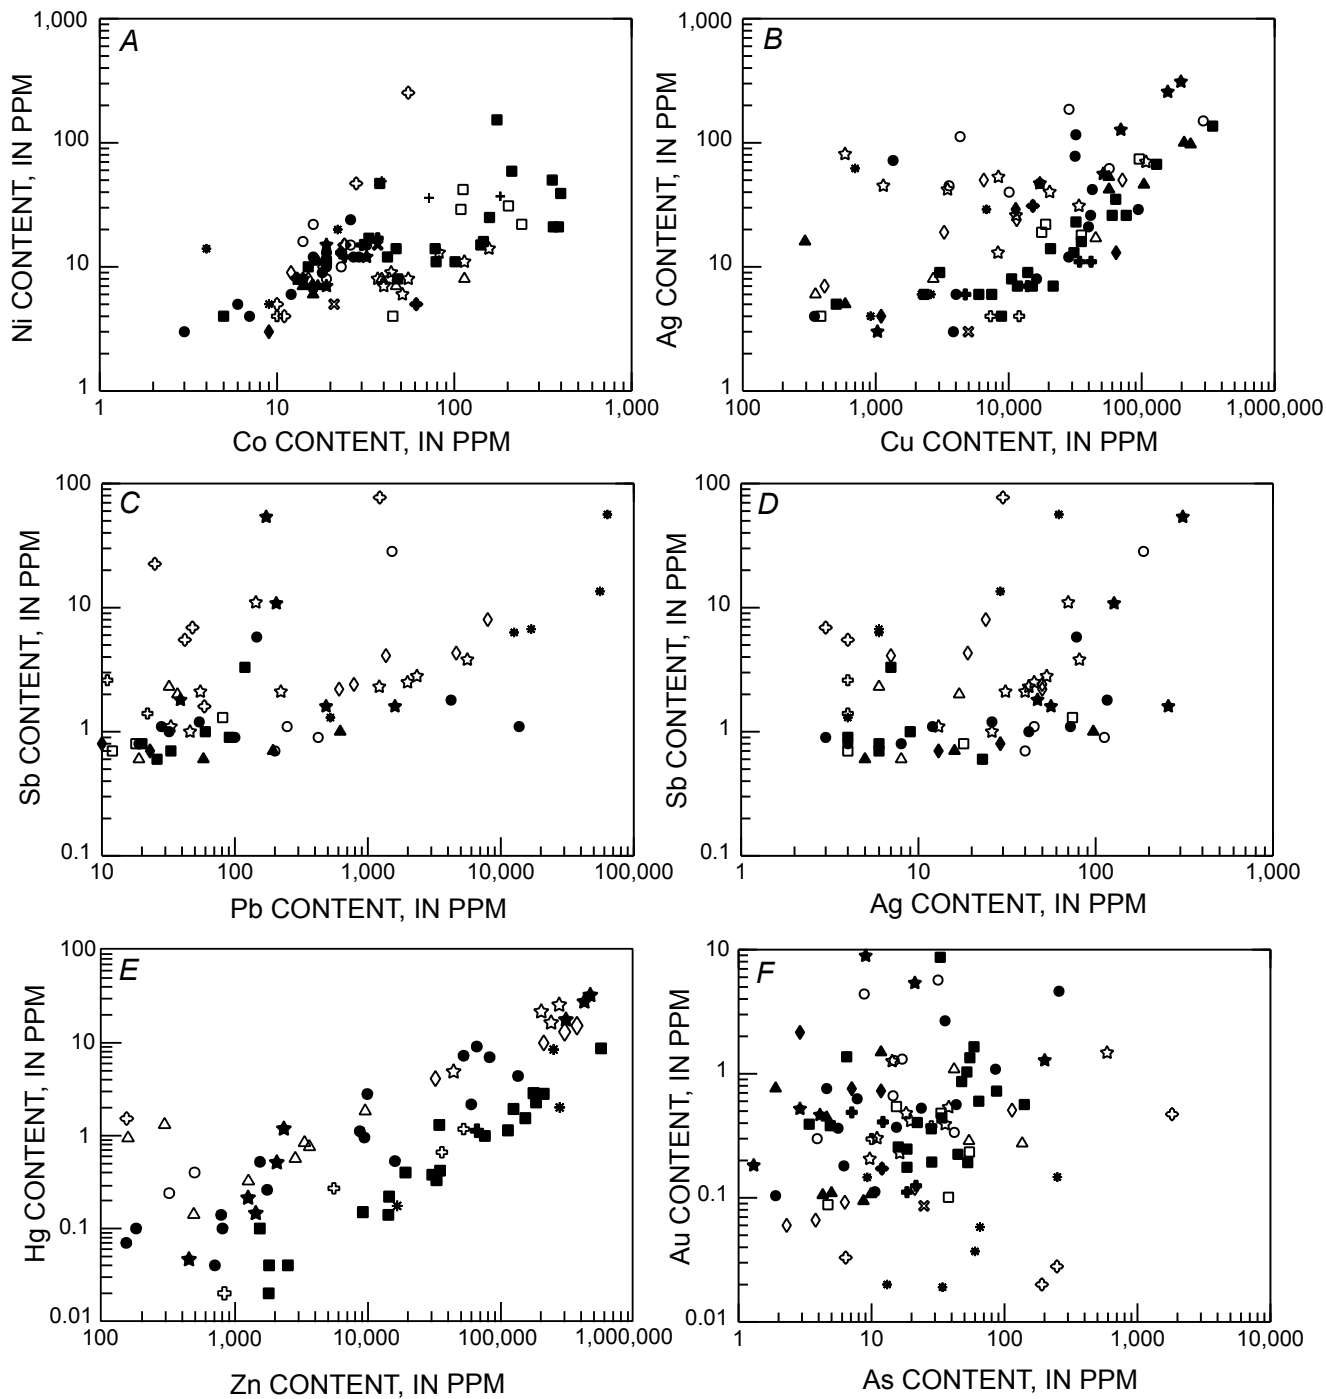 A
1,000
100
10
1
Ni CONTENT, IN PPM
1 10 100 1,000
Co CONTENT, IN PPM
B
1,000
100
10
1
Ag CONTENT, IN PPM
100 1,000 10,000 100,000 1,000,000
Cu CONTENT, IN PPM
C
100
10
1
0.1
Sb CONTENT, IN PPM
10 100 1,000 10,000 100,000
Pb CONTENT, IN PPM
D
100
10
1
0.1
Sb CONTENT, IN PPM
1 10 100 1,000
Ag CONTENT, IN PPM
E
100
10
1
0.1
0.01
Hg CONTENT, IN PPM
100 1,000 10,000 100,000 1,000,000
Zn CONTENT, IN PPM
F
10
1
0.1
0.01
Au CONTENT, IN PPM
1 10 100 1,000 10,000
As CONTENT, IN PPM